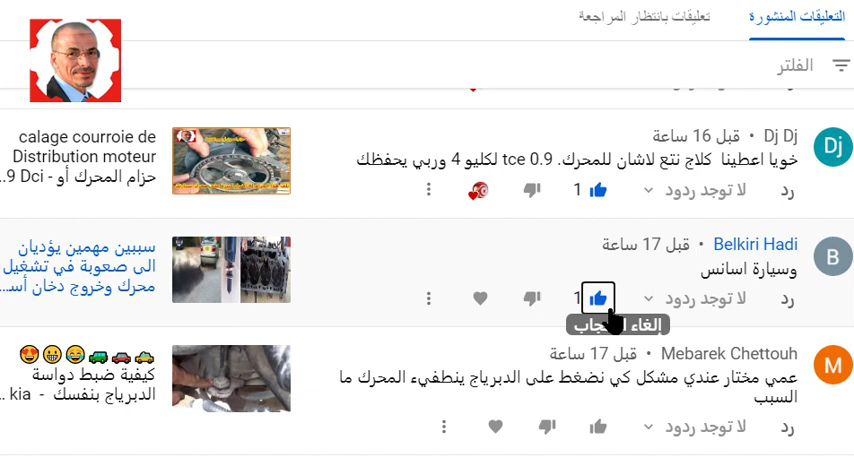 التعليقات المنشورة
تعليقات بانتظار المراجعة
الفلتر
Dj Dj • قبل 16 ساعة
خويا اعطينا كلاج نتع لاشان للمحرك. tce 0.9 لكليو 4 وربي يحفظك
رد
لا توجد ردود
1
calage courroie de
Distribution moteur
حزام المحرك أو - 9 Dci...
Dj
Belkiri Hadi • قبل 17 ساعة
وسيارة اسانس
رد
لا توجد ردود
1
إلغاء
سببين مهمين يؤديان
الى صعوبة في تشغيل
محرك وخروج دخان أسـ...
B
Mebarek Chettouh • قبل 17 ساعة
عمي مختار عندي مشكل كي نضغط على الدبرياج ينطفيء المحرك ما
السبب
رد
لا توجد ردود
😍😀😂🚙🚗🚕
كيفية ضبط دواسة
الدبرياج بنفسك - kia ..
M